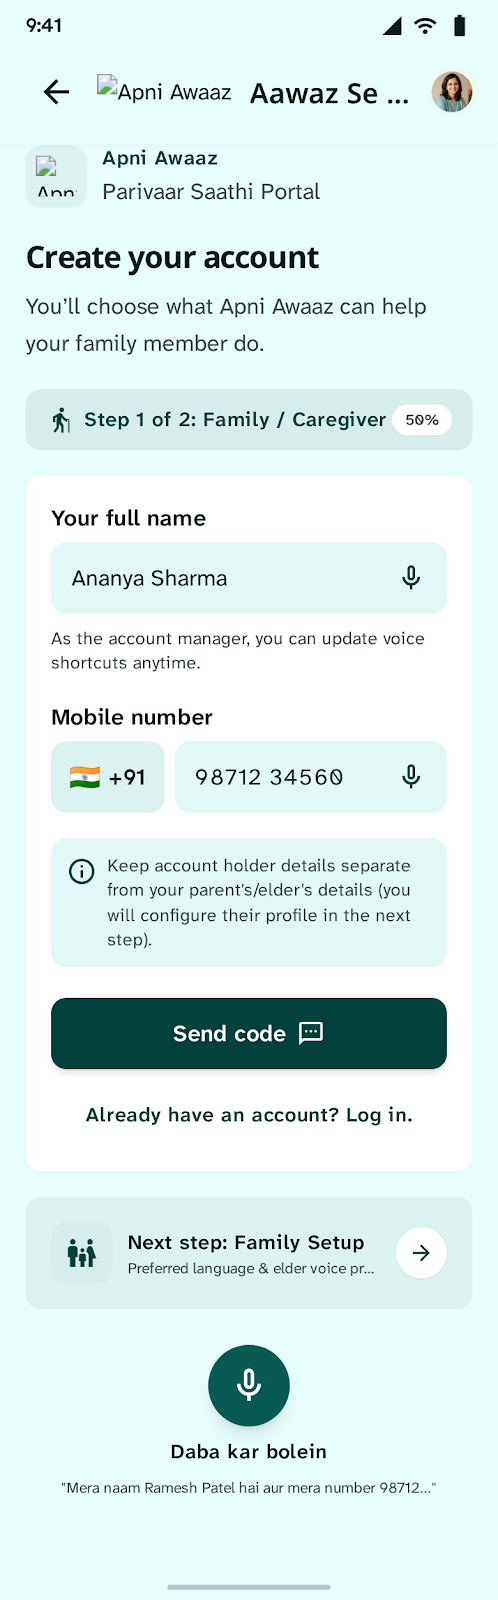 9:41
Apni Awaaz
Aawaz Se ...
Apni Awaaz
Parivaar Saathi Portal
Create your account
You’ll choose what Apni Awaaz can help
your family member do.
Step 1 of 2: Family / Caregiver
50%
Your full name
Ananya Sharma
As the account manager, you can update voice
shortcuts anytime.
Mobile number
🇮🇳 +91
98712 34560
Keep account holder details separate
from your parent's/elder's details (you
will configure their profile in the next
step).
Send code
Already have an account? Log in.
Next step: Family Setup
Preferred language & elder voice pr...
Daba kar bolein
"Mera naam Ramesh Patel hai aur mera number 98712..."